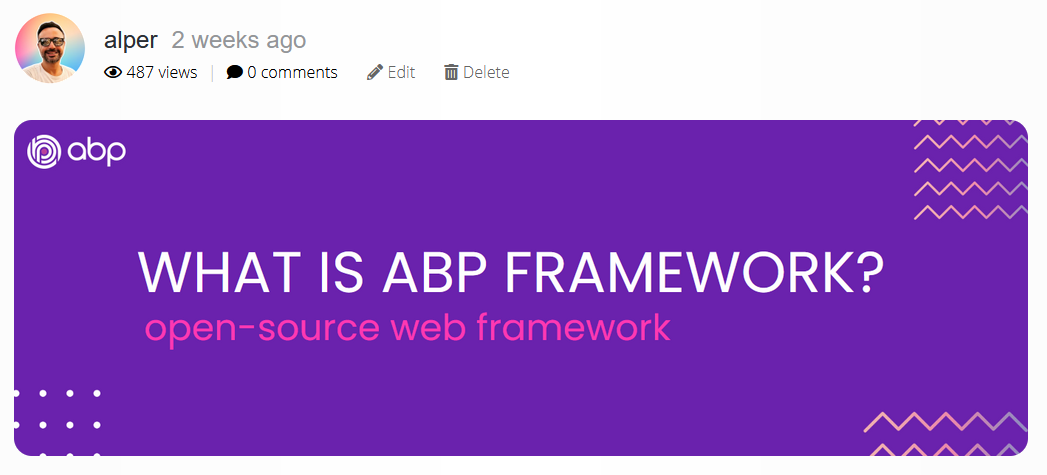 alper 2 weeks ago
487 views | 0 comments Edit Delete
abp
WHAT IS ABP FRAMEWORK?
open-source web framework